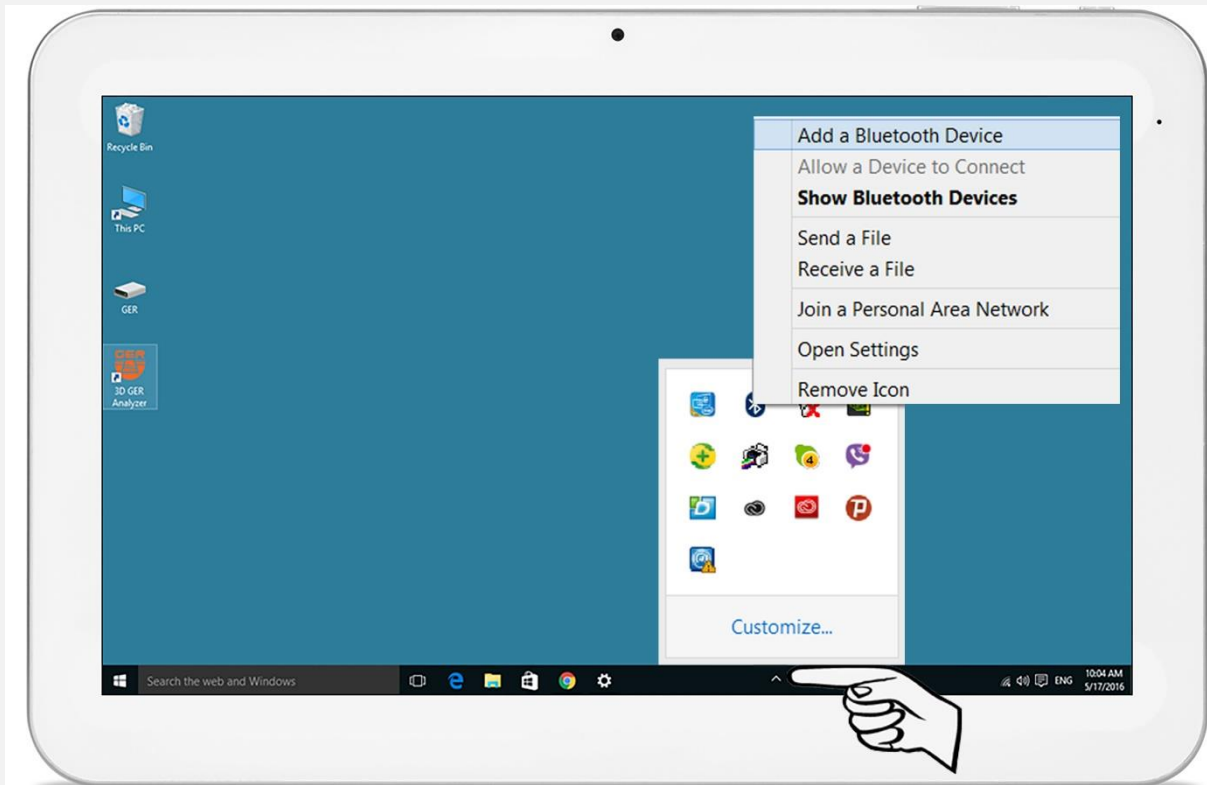 Recycle Bin
This PC
GER
GER
3D GER
Analyzer
Add a Bluetooth Device
Allow a Device to Connect
Show Bluetooth Devices
Send a File
Receive a File
Join a Personal Area Network
Open Settings
Remove Icon
4
Customize...
Search the web and Windows
ENG
10:04 AM
5/17/2016